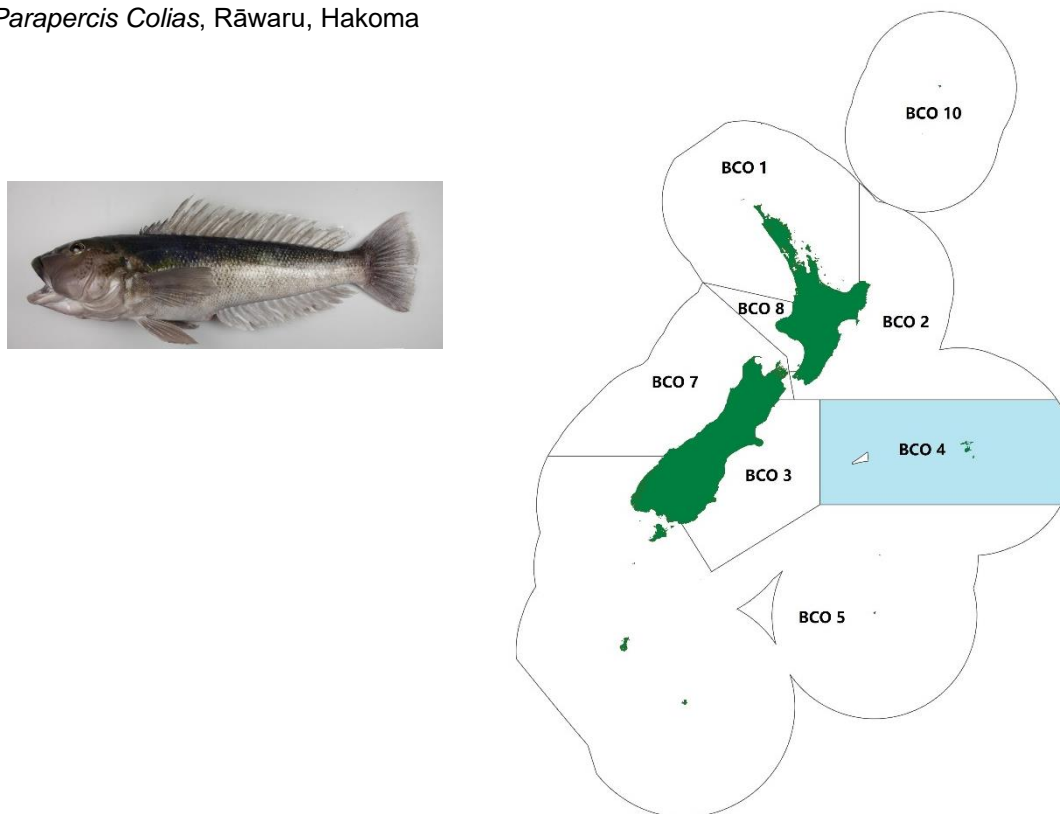 Parapercis Colias, Rāwaru, Hakoma
BCO 10
BCO 1
BCO 8
BCO 2
BCO 7
BCO 4
BCO 3
BCO 5